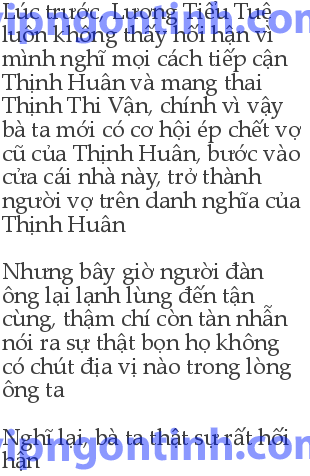 Lúc trước, Lương Tiểu Tuệ
luôn không thấy hối hận vì
mình nghĩ mọi cách tiếp cận
Thịnh Huân và mang thai
Thịnh Thi Vận, chính vì vậy
bà ta mới có cơ hội ép chết vợ
cũ của Thịnh Huân, bước vào
cửa cái nhà này, trở thành
người vợ trên danh nghĩa của
Thịnh Huân
Nhưng bây giờ người đàn
ông lại lạnh lùng đến tận
cùng, thậm chí còn tàn nhẫn
nói ra sự thật bọn họ không
có chút địa vị nào trong lòng
ông ta
Nghĩ lại, bà ta thật sự rất hối
hận
vipngontinh.com
vipngontinh.com